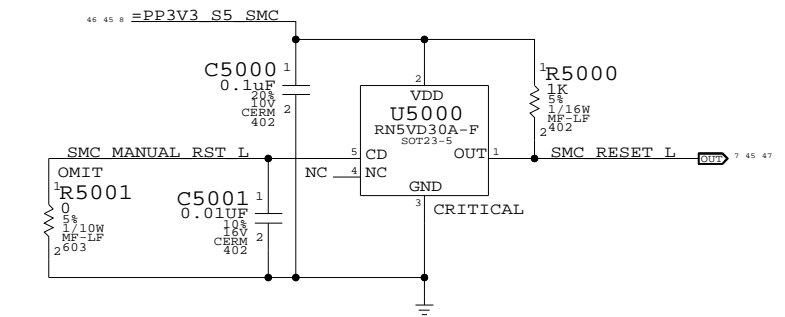 46 45 8 =PP3V3_S5_SMC
C5000 1
0.1uF
20%
10V
CERM 2
402
2
VDD
U5000
RN5VD30A-F
SOT23-5
1 R5000
1K
5%
1/16W
MF-LF
2 402
SMC_MANUAL_RST_L
5 CD
OUT 1
SMC_RESET_L
OUT 7 45 47
NC 4 NC
GND
3
CRITICAL
OMIT
1 R5001
0
5%
1/10W
MF-LF
2 603
C5001 1
0.01UF
10%
16V
CERM 2
402